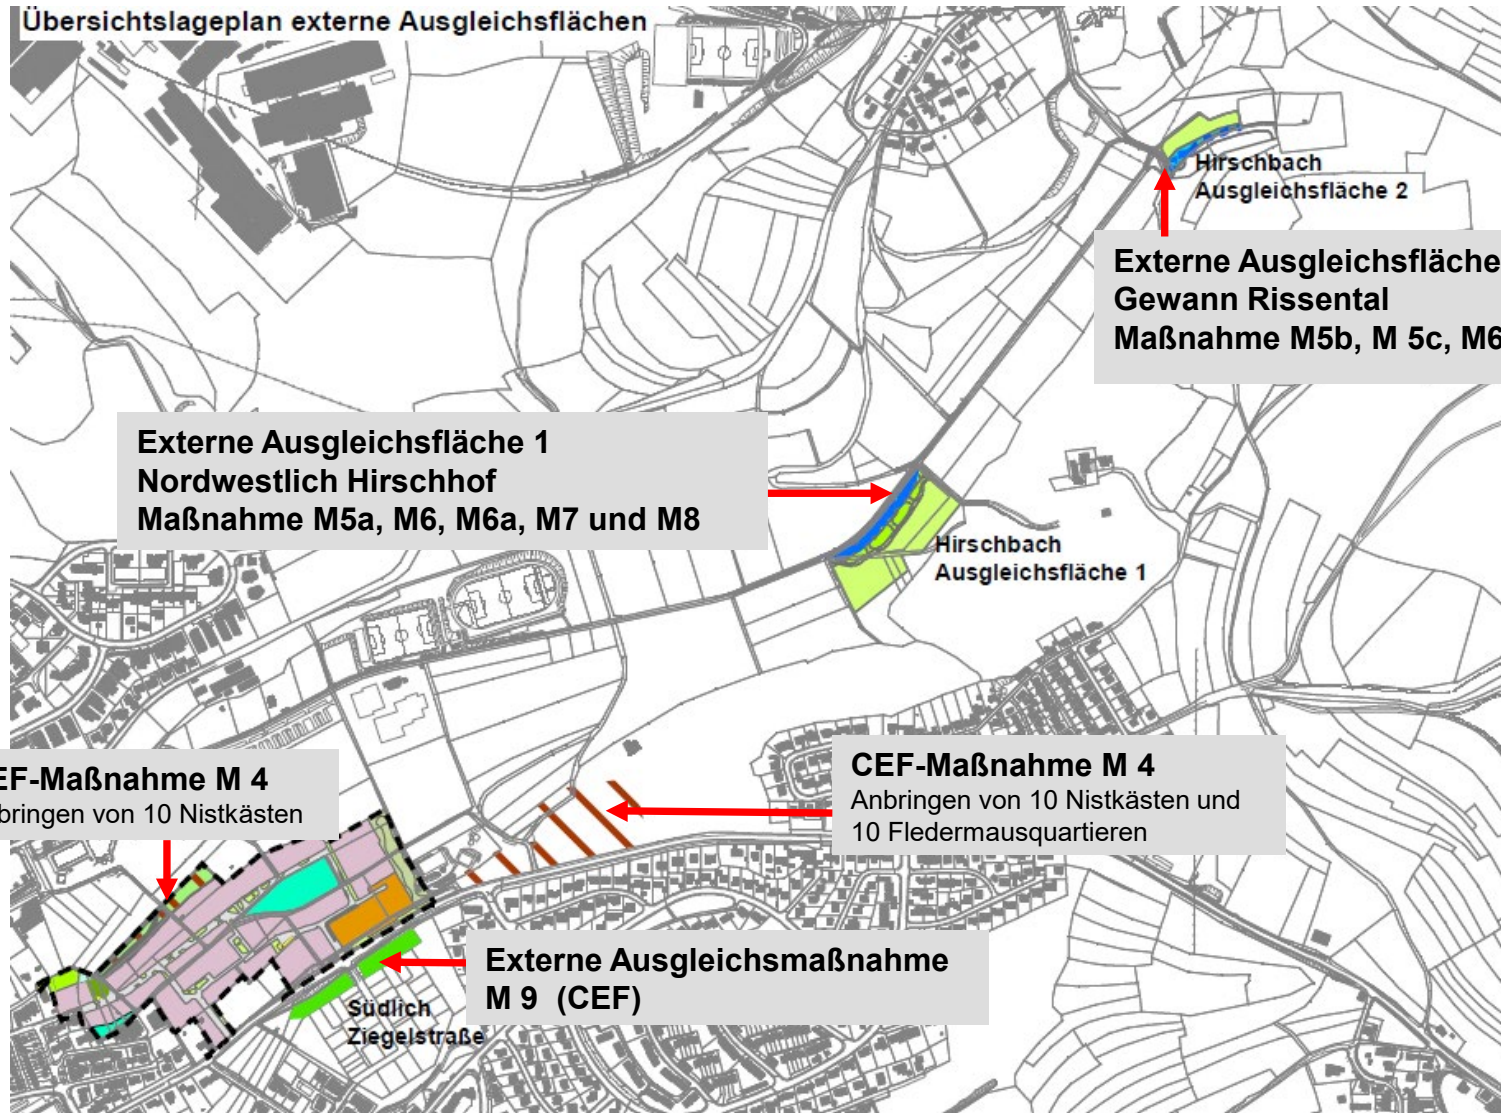 Übersichtslageplan externe Ausgleichsflächen
Hirschbach
Ausgleichsfläche 2
Externe Ausgleichsfläche
Gewann Rissental
Maßnahme M5b, M 5c, M6
Externe Ausgleichsfläche 1
Nordwestlich Hirschhof
Maßnahme M5a, M6, M6a, M7 und M8
Hirschbach
Ausgleichsfläche 1
EF-Maßnahme M 4
bringen von 10 Nistkästen
CEF-Maßnahme M 4
Anbringen von 10 Nistkästen und
10 Fledermausquartieren
Externe Ausgleichsmaßnahme
M 9 (CEF)
Südlich
Ziegelstraße